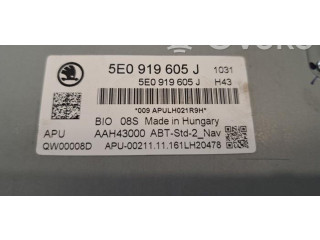 5E0 919 605 J 1031
5E0 919 605 J H43
*009 APULH021R9H*
BIO 08S Made in Hungary
APU AAH43000 ABT-Std-2_Nav
QW00008D APU-00211.11.161LH20478